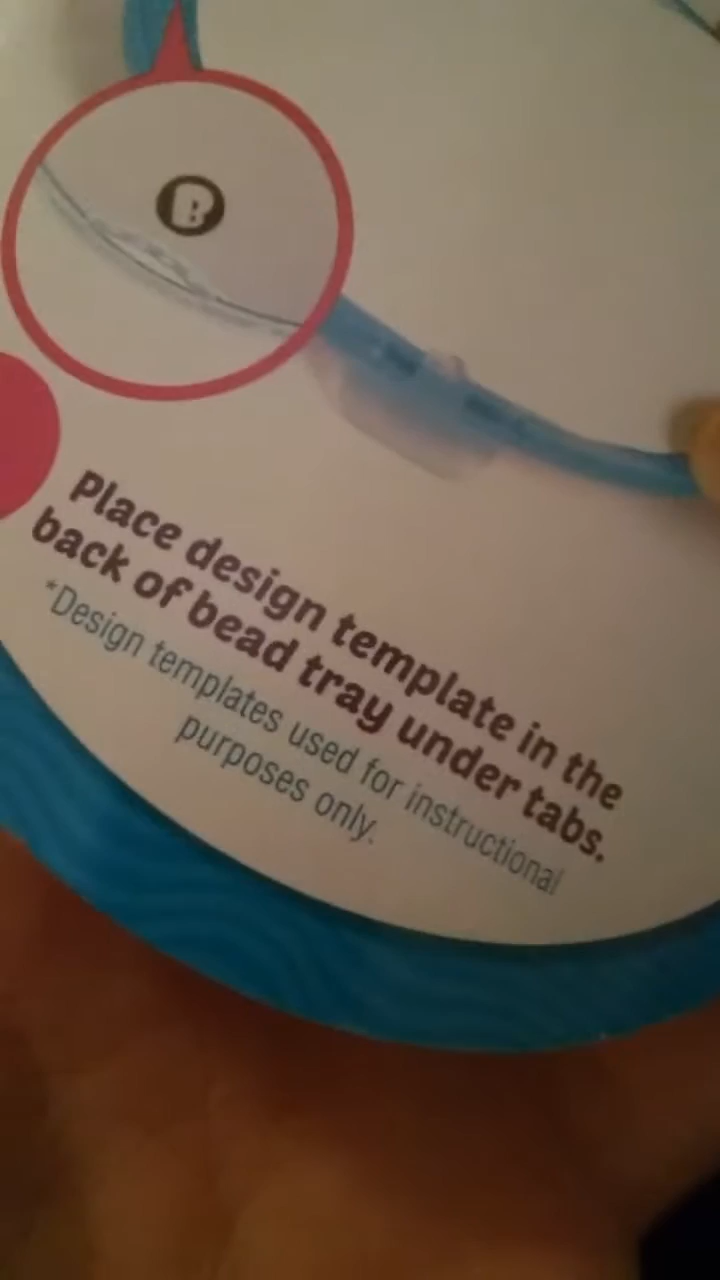 B
Place design template in the
back of bead tray under tabs.
*Design templates used for instructional
purposes only.